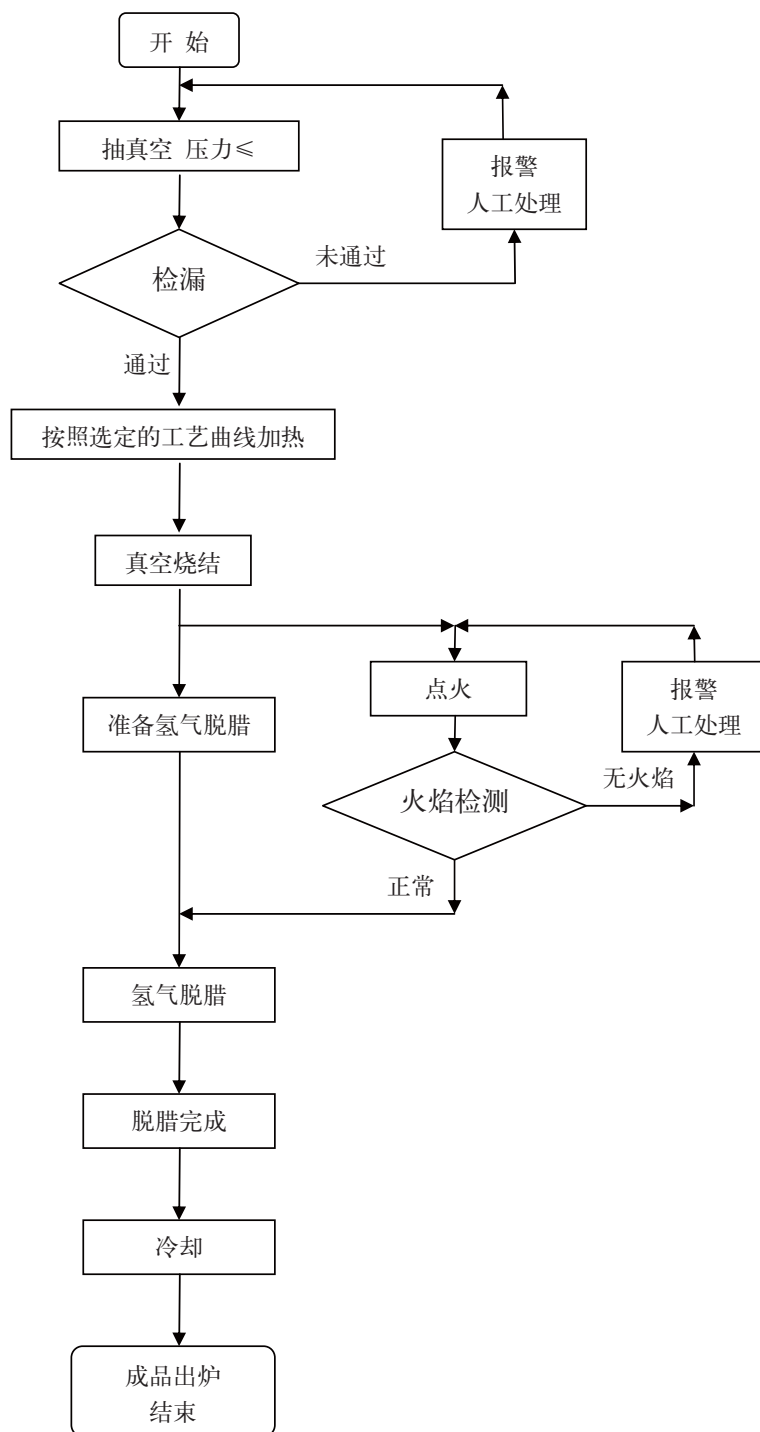 开 始
抽真空 压力≤
报警
人工处理
检漏
未通过
通过
按照选定的工艺曲线加热
真空烧结
点火
报警
人工处理
准备氢气脱腊
火焰检测
无火焰
正常
氢气脱腊
脱腊完成
冷却
成品出炉
结束